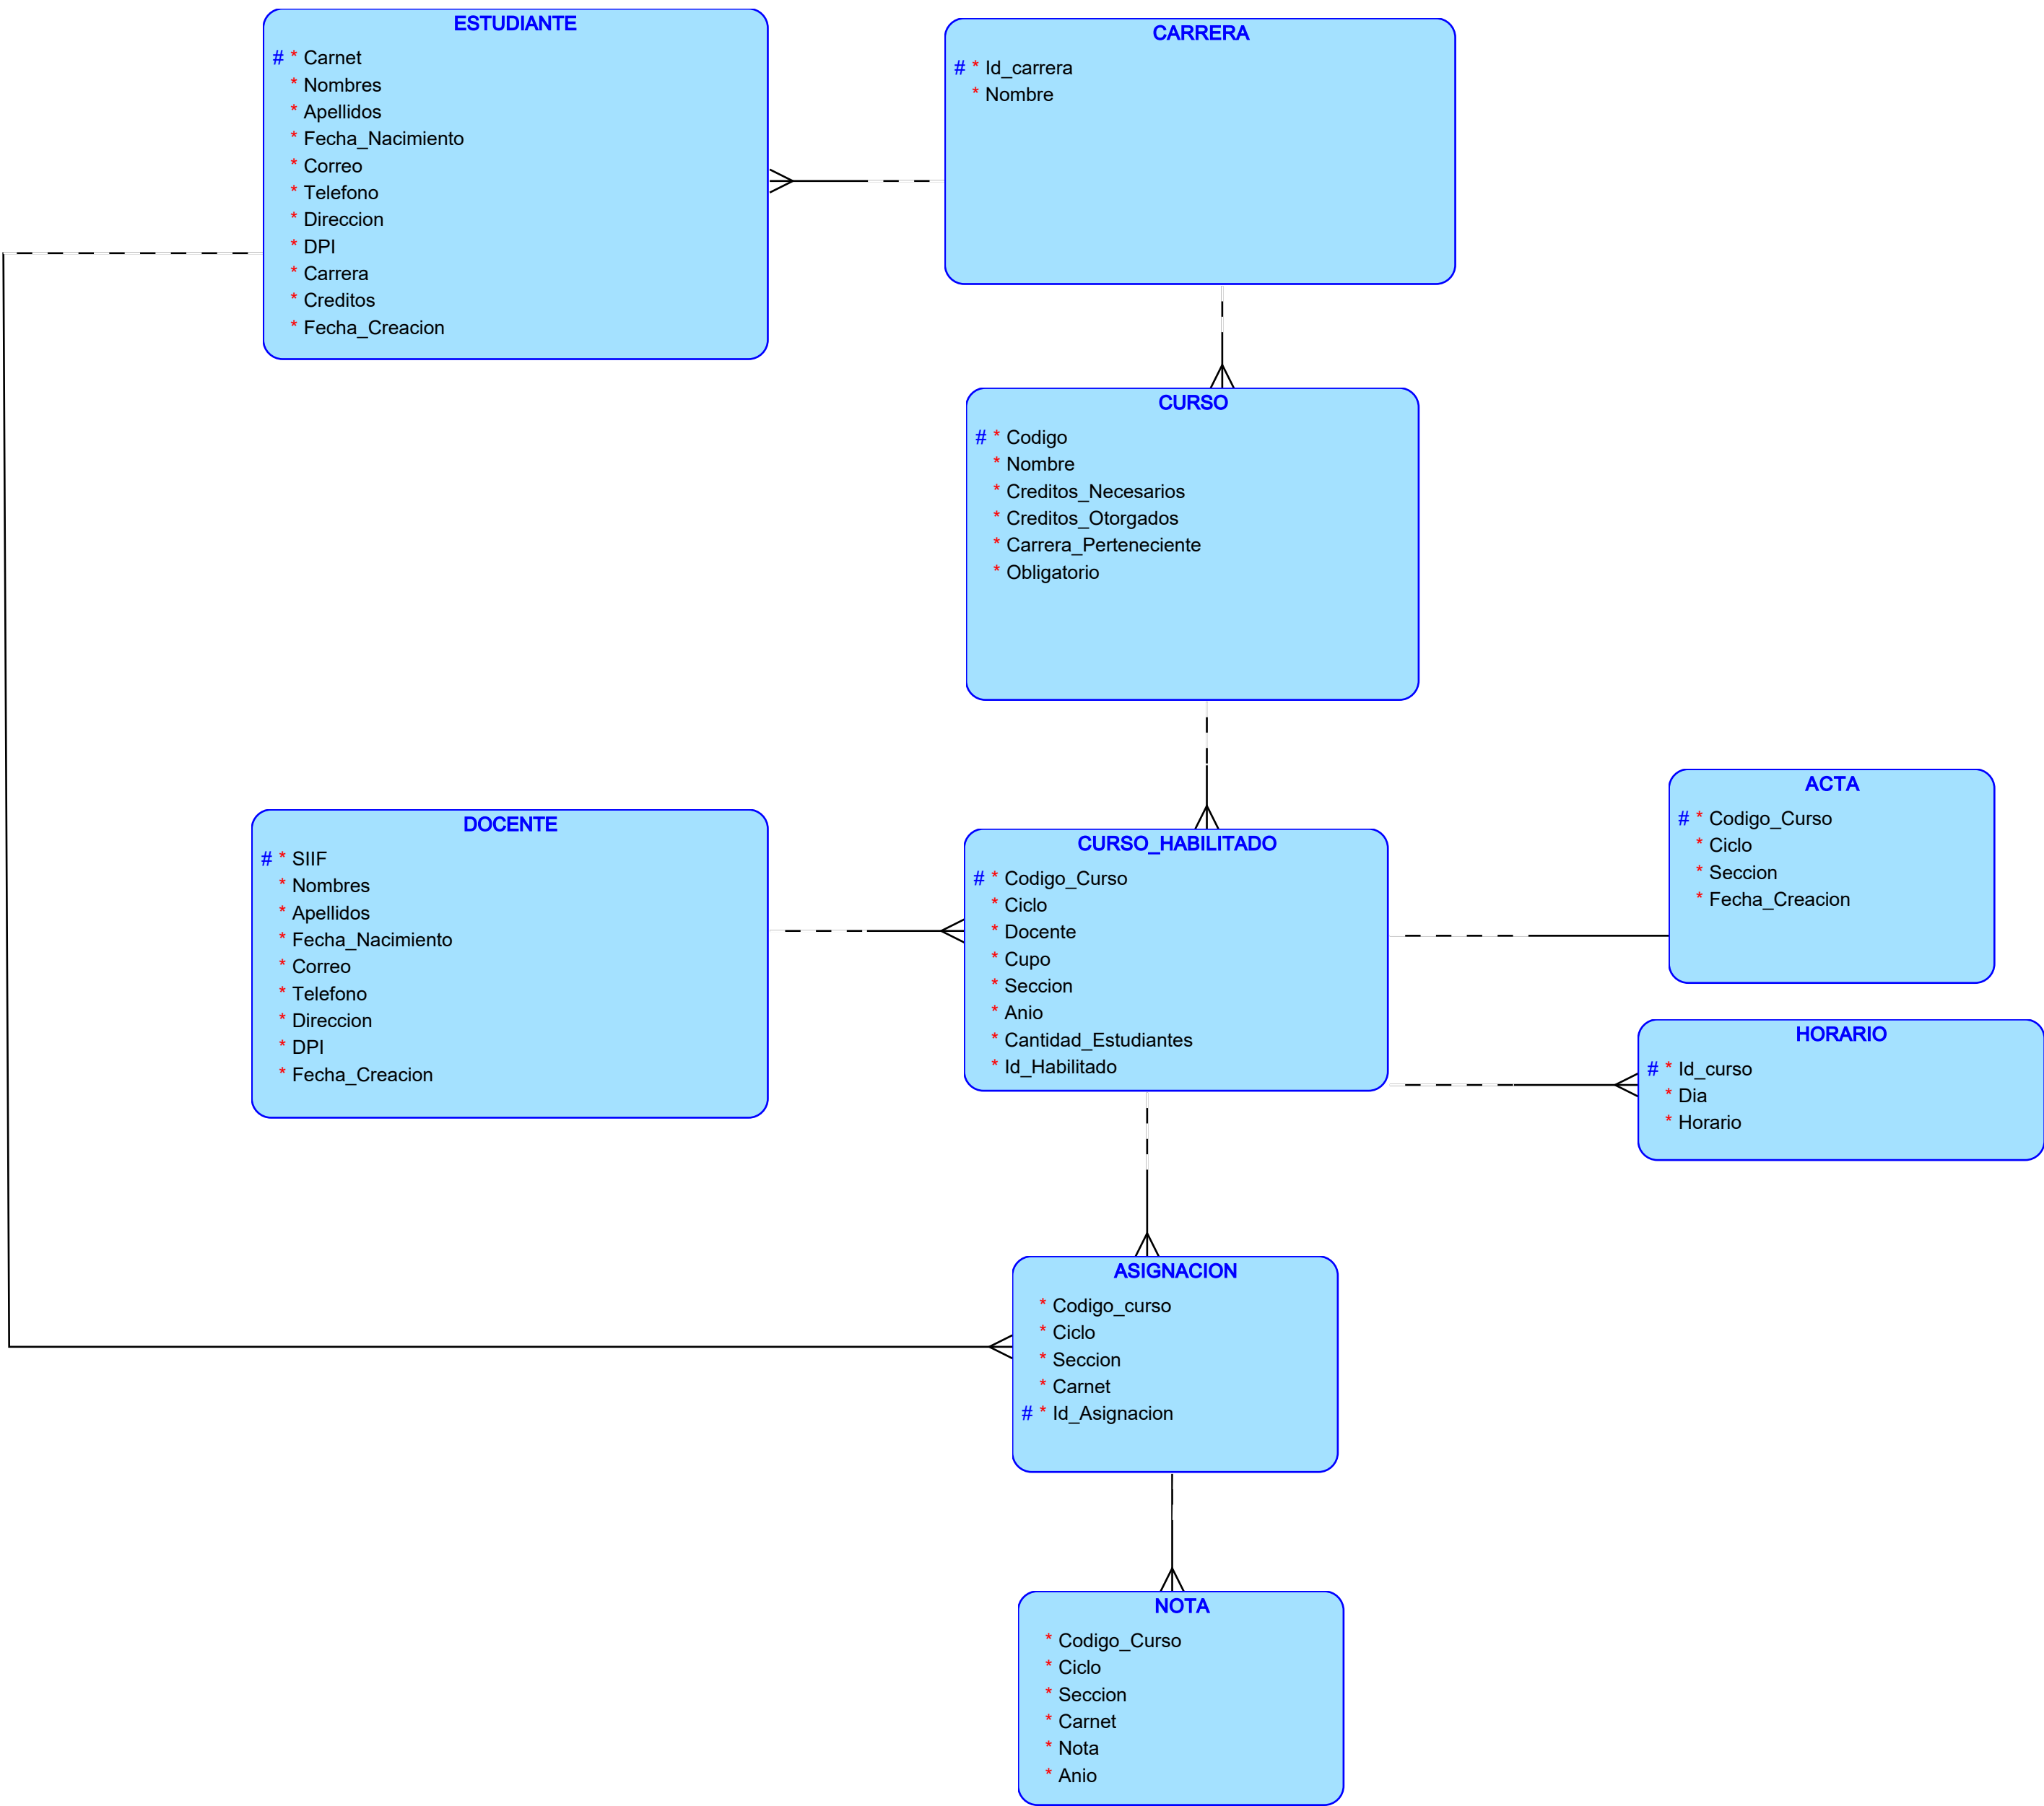 ESTUDIANTE
# * Carnet
* Nombres
* Apellidos
* Fecha_Nacimiento
* Correo
* Telefono
* Direccion
* DPI
* Carrera
* Creditos
* Fecha_Creacion
CARRERA
# * Id_carrera
* Nombre
CURSO
# * Codigo
* Nombre
* Creditos_Necesarios
* Creditos_Otorgados
* Carrera_Perteneciente
* Obligatorio
DOCENTE
# * SIIF
* Nombres
* Apellidos
* Fecha_Nacimiento
* Correo
* Telefono
* Direccion
* DPI
* Fecha_Creacion
CURSO_HABILITADO
# * Codigo_Curso
* Ciclo
* Docente
* Cupo
* Seccion
* Anio
* Cantidad_Estudiantes
* Id_Habilitado
ACTA
# * Codigo_Curso
* Ciclo
* Seccion
* Fecha_Creacion
HORARIO
# * Id_curso
* Dia
* Horario
ASIGNACION
* Codigo_curso
* Ciclo
* Seccion
* Carnet
# * Id_Asignacion
NOTA
* Codigo_Curso
* Ciclo
* Seccion
* Carnet
* Nota
* Anio